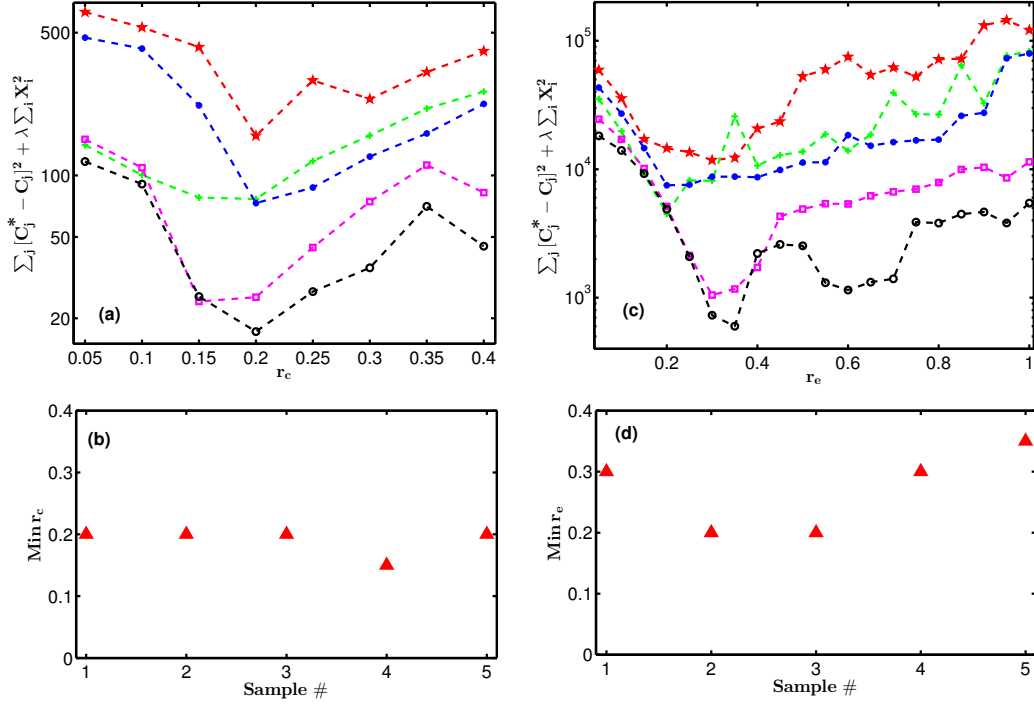 500
100
50
20
∑_j [C_j^* − C_j]^2 + λ ∑_i X_i^2
(a)
0.05 0.1 0.15 0.2 0.25 0.3 0.35 0.4
r_c
10^5
10^4
10^3
∑_j [C_j^* − C_j]^2 + λ ∑_i X_i^2
(c)
0.2 0.4 0.6 0.8 1
r_e
0.4
0.3
0.2
0.1
0
Min r_c
(b)
1 2 3 4 5
Sample #
0.4
0.3
0.2
0.1
0
Min r_e
(d)
1 2 3 4 5
Sample #